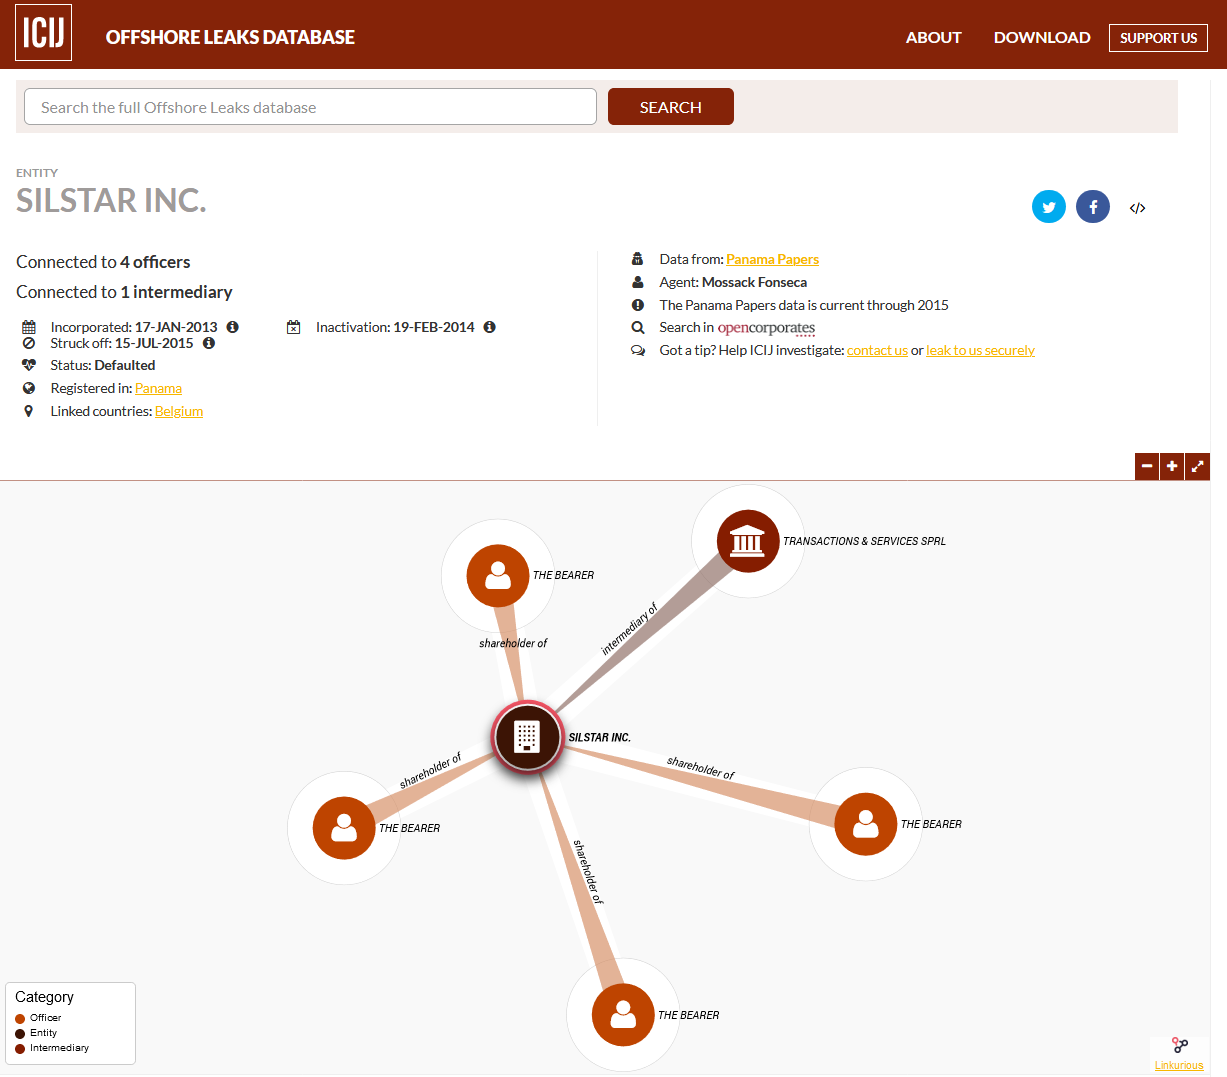 ICIJ OFFSHORE LEAKS DATABASE ABOUT DOWNLOAD SUPPORT US
Search the full Offshore Leaks database SEARCH
ENTITY
SILSTAR INC.
Connected to 4 officers
Connected to 1 intermediary
Incorporated: 17-JAN-2013 Inactivation: 19-FEB-2014
Struck off: 15-JUL-2015
Status: Defaulted
Registered in: Panama
Linked countries: Belgium
Data from: Panama Papers
Agent: Mossack Fonseca
The Panama Papers data is current through 2015
Search in opencorporates
Got a tip? Help ICIJ investigate: contact us or leak to us securely
TRANSACTIONS & SERVICES SPRL
THE BEARER
intermediary of
shareholder of
SILSTAR INC.
shareholder of
shareholder of
THE BEARER
THE BEARER
shareholder of
THE BEARER
Category
Officer
Entity
Intermediary
Linkurious